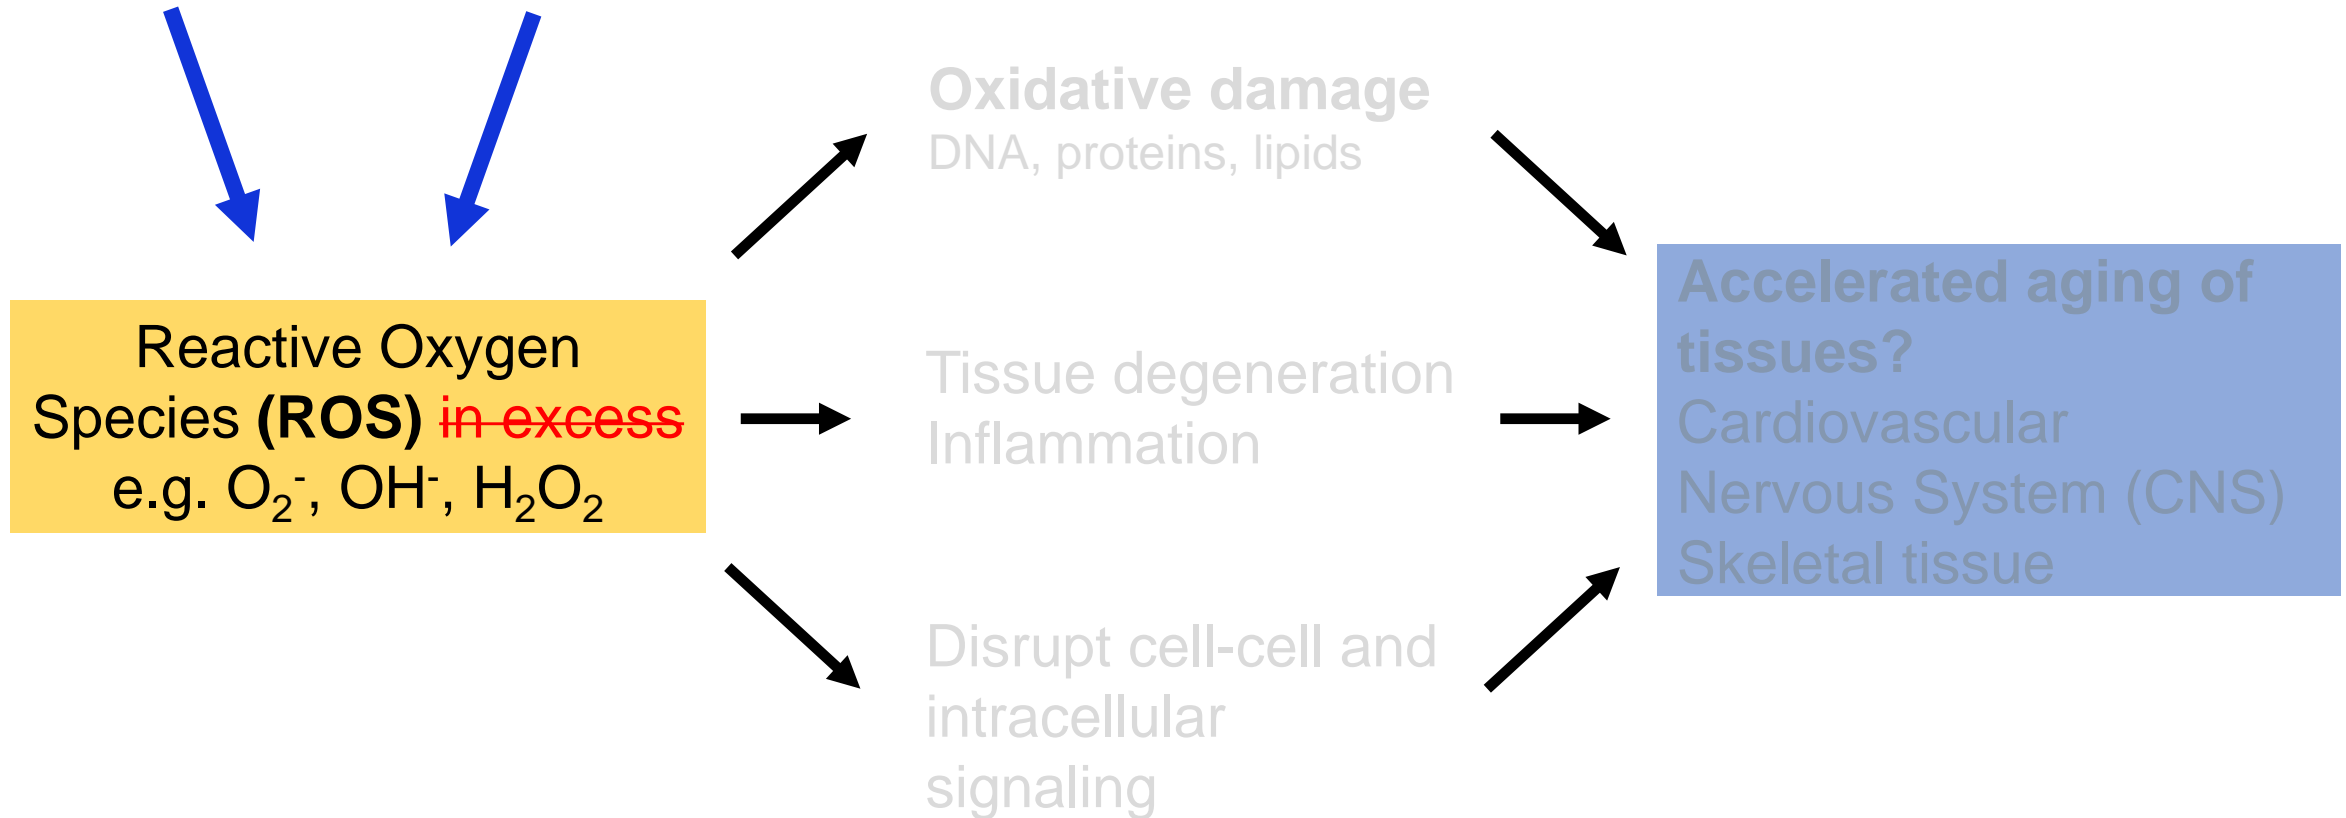 Oxidative damage
DNA, proteins, lipids
Reactive Oxygen
Species (ROS) in excess
e.g. O₂⁻, OH⁻, H₂O₂
Tissue degeneration
Inflammation
Disrupt cell-cell and
intracellular
signaling
Accelerated aging of
tissues?
Cardiovascular
Nervous System (CNS)
Skeletal tissue